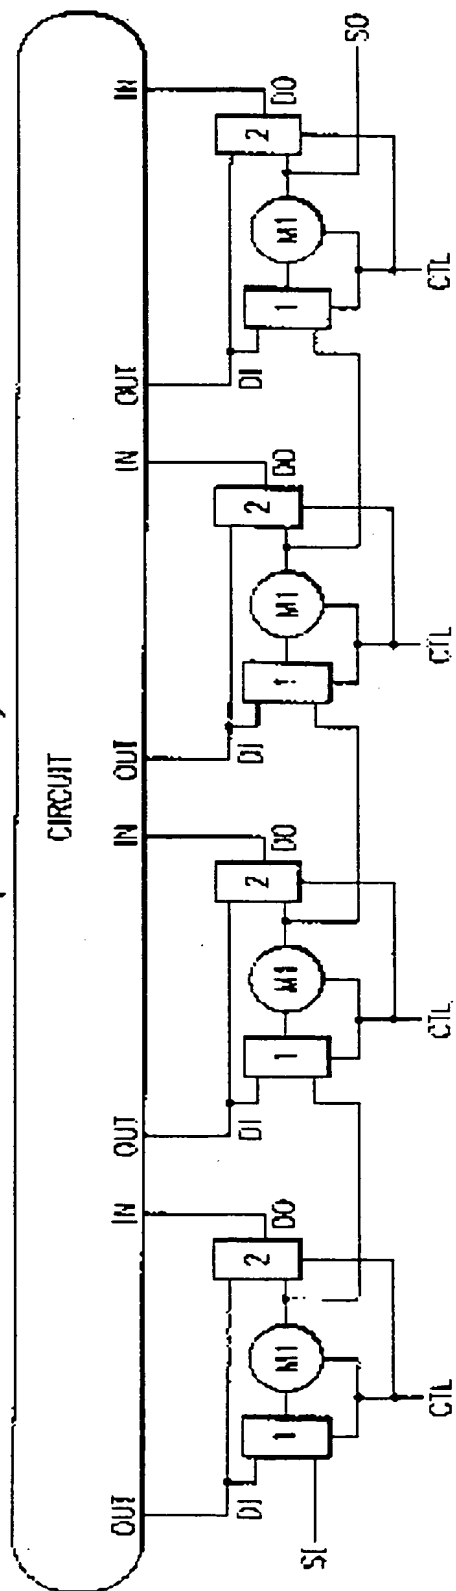 CIRCUIT
OUT
IN
OUT
IN
OUT
IN
OUT
IN
DI
2
DO
DI
2
DO
DI
2
DO
DI
2
DO
SI
1
M1
1
M1
1
M1
1
M1
SO
CTL
CTL
CTL
CTL